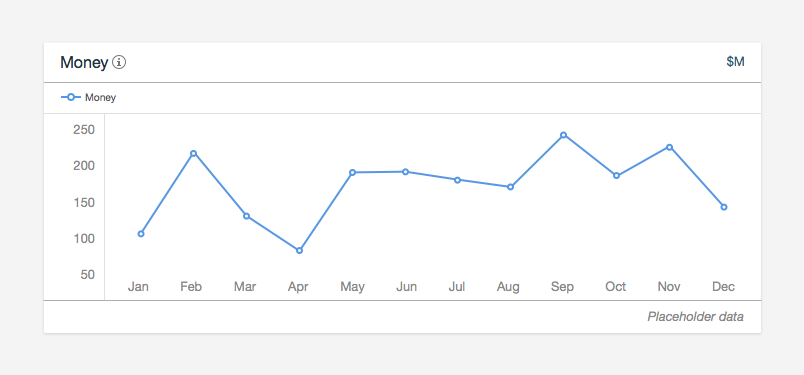 Money
$M
Money
250
200
150
100
50
Jan Feb Mar Apr May Jun Jul Aug Sep Oct Nov Dec
Placeholder data